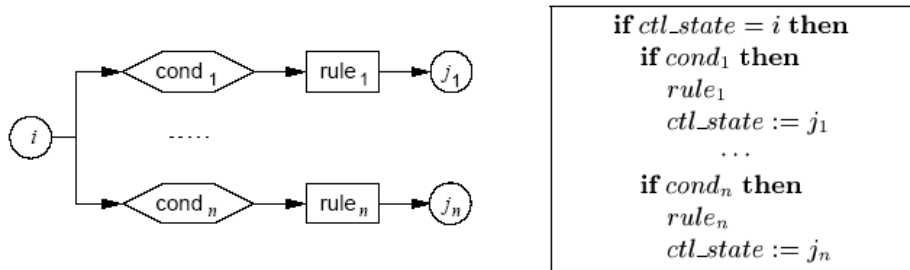 cond 1
rule 1
j1
i
.....
cond n
rule n
jn
if ctl_state = i then
if cond1 then
rule1
ctl_state := j1
...
if condn then
rulen
ctl_state := jn